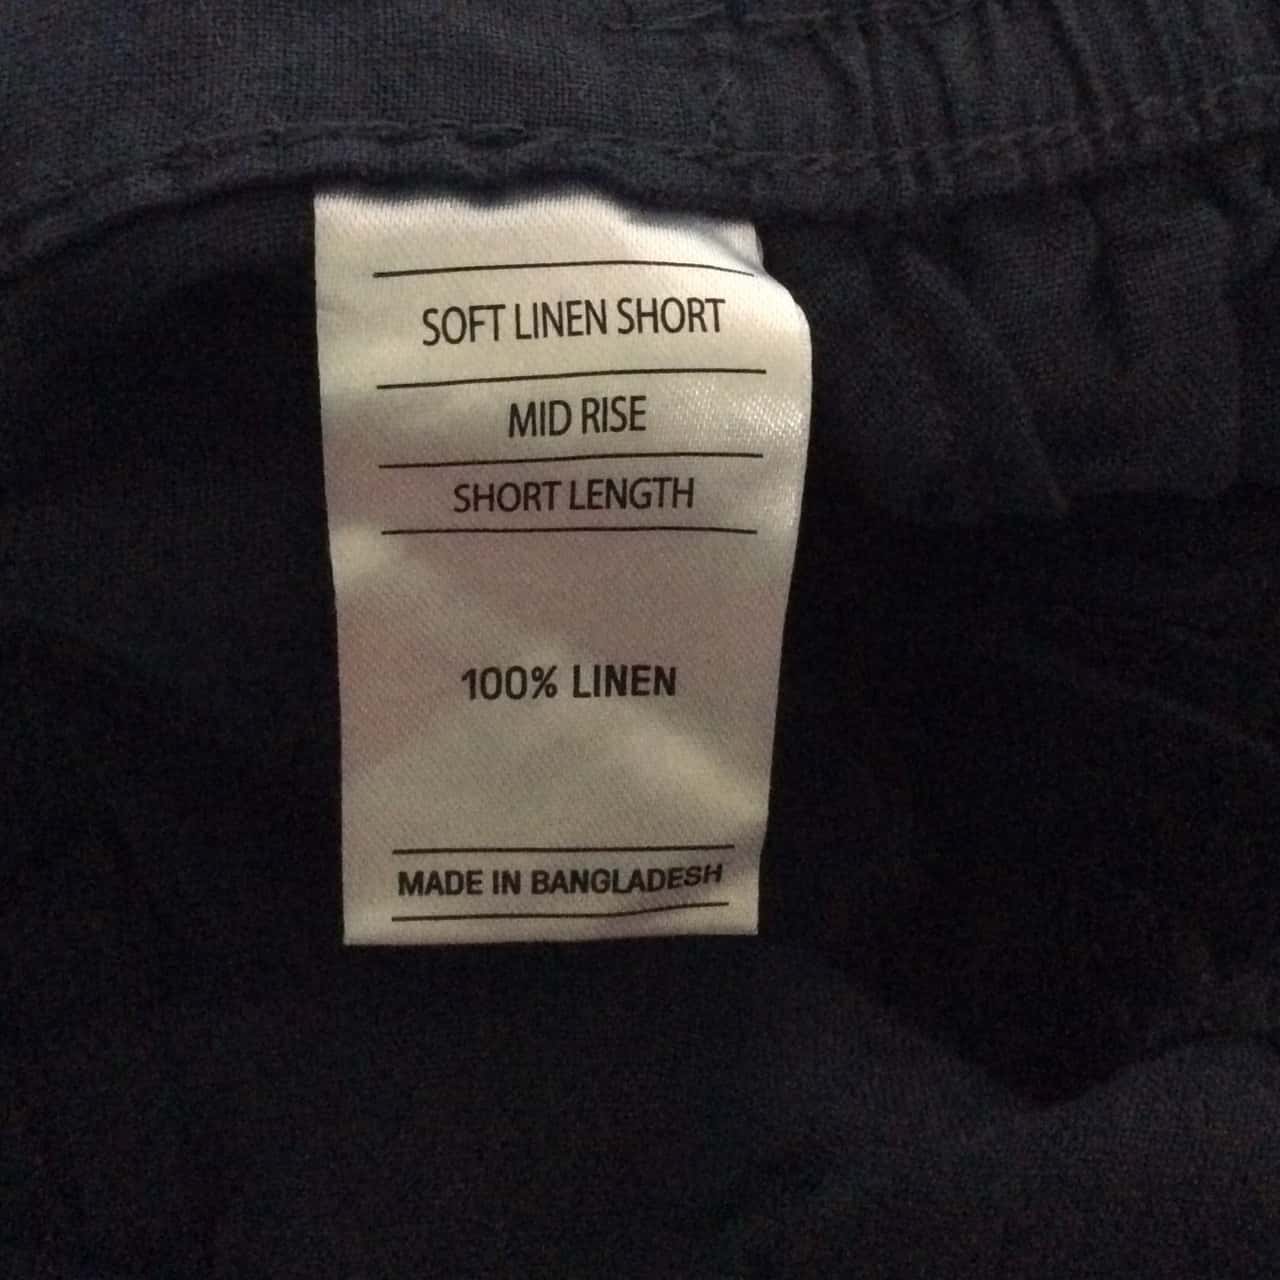 SOFT LINEN SHORT
MID RISE
SHORT LENGTH
100% LINEN
MADE IN BANGLADESH